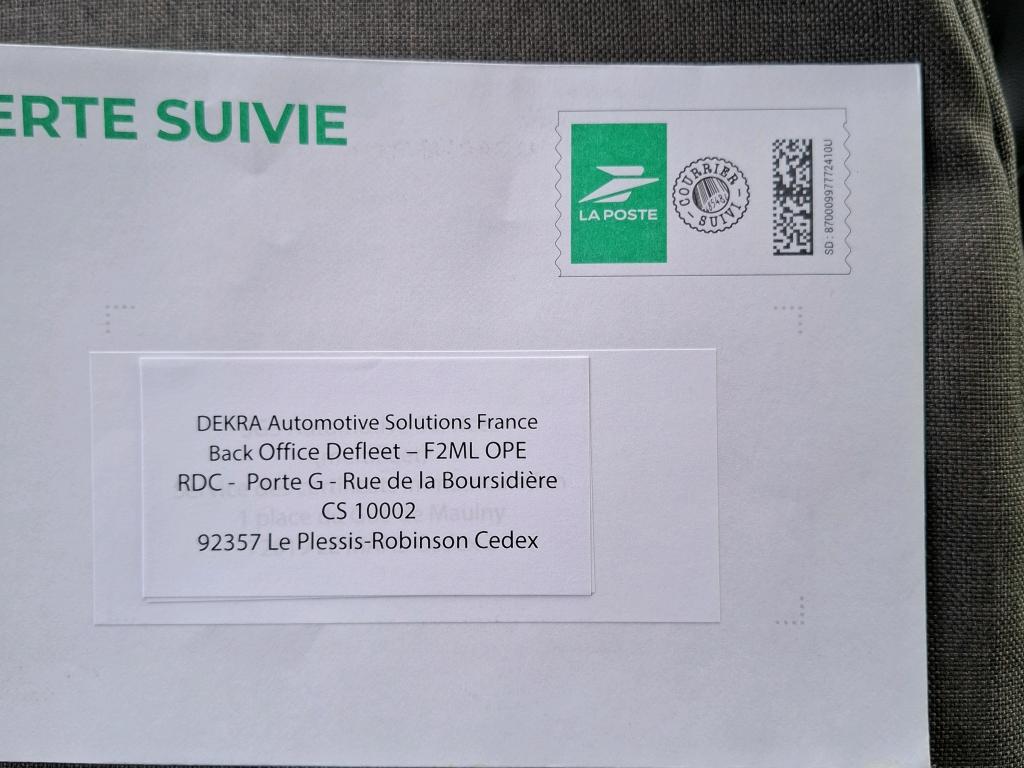 ERTE SUIVIE
LA POSTE
COURRIER
SUIVI
SD : 87000997772410U
DEKRA Automotive Solutions France
Back Office Defleet – F2ML OPE
RDC - Porte G - Rue de la Boursidière
CS 10002
92357 Le Plessis-Robinson Cedex